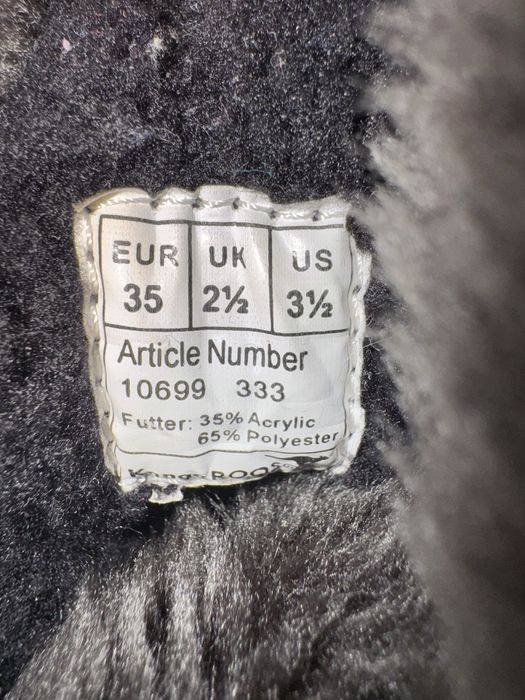 EUR UK US
35 2½ 3½
Article Number
10699 333
Futter: 35% Acrylic
65% Polyester